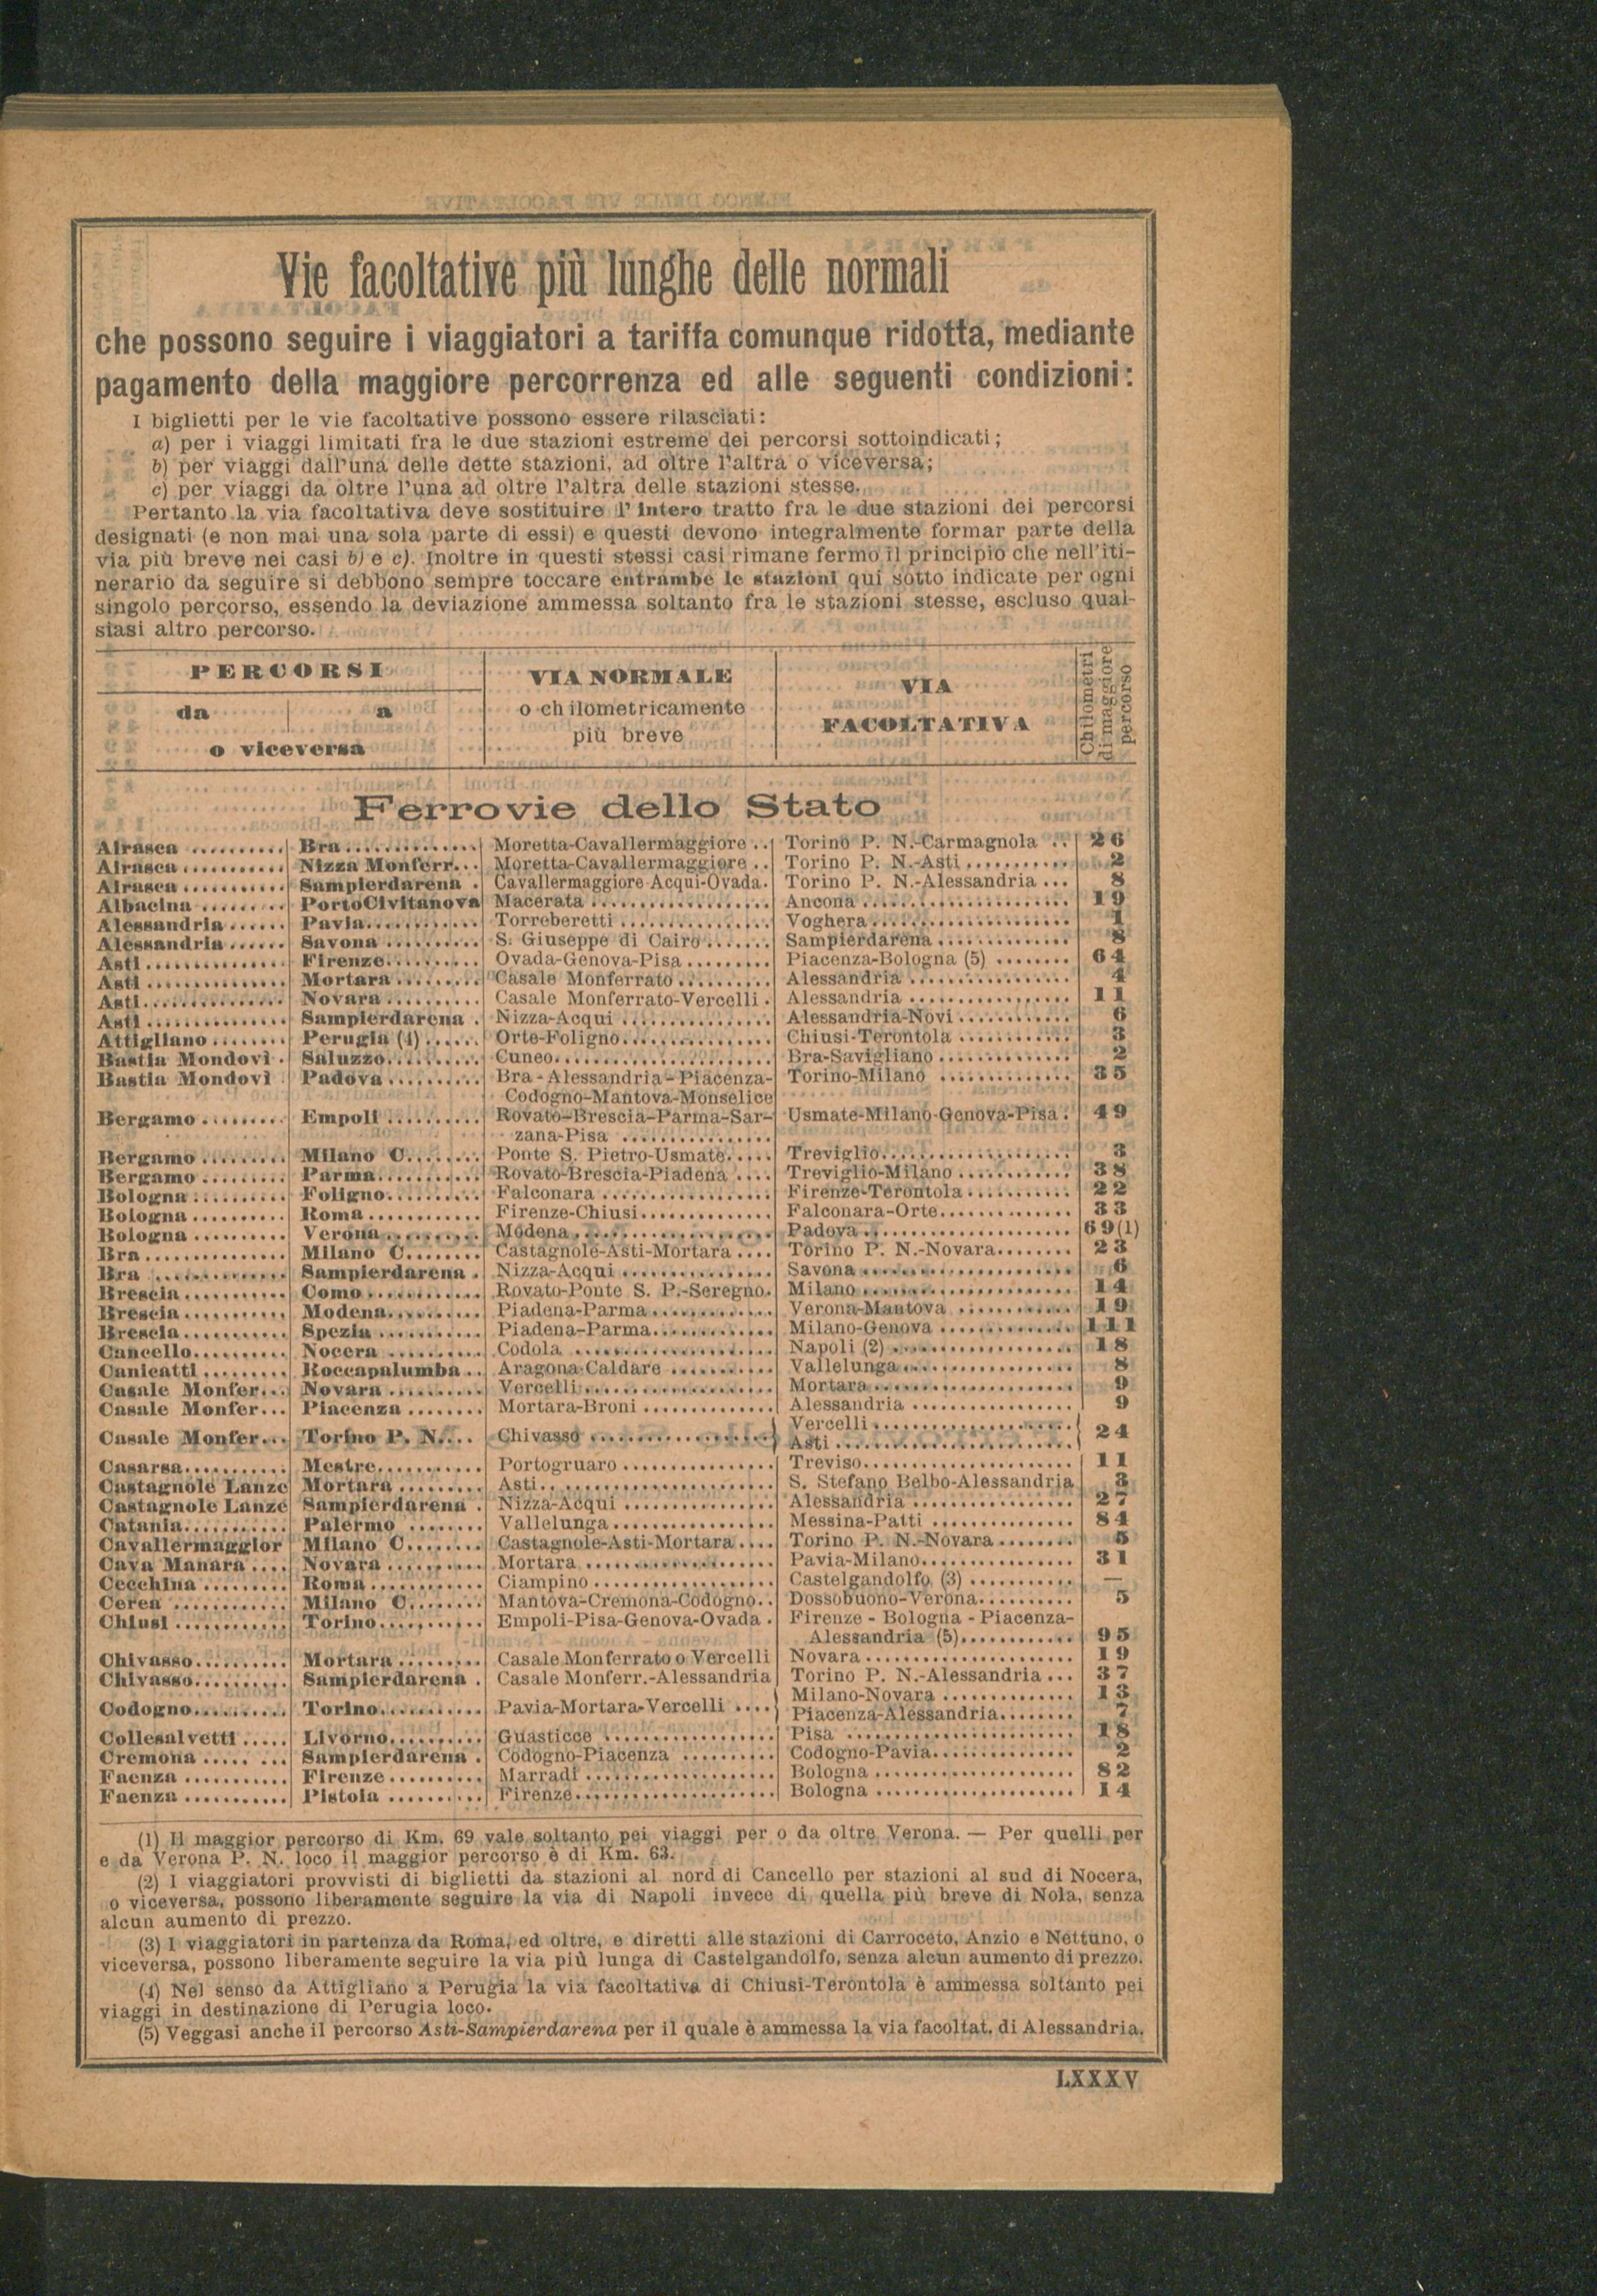 Vie facoltative più lunghe delle normali
che possono seguire i viaggiatori a tariffa comunque ridotta, mediante
pagamento della maggiore percorrenza ed alle seguenti condizioni:
I biglietti per le vie facoltative possono essere rilasciati:
a) per i viaggi limitati fra le due stazioni estreme dei percorsi sottoindicati;
b) per viaggi dall'una delle dette stazioni, ad oltre l'altra o viceversa;
c) per viaggi da oltre l'una ad oltre l'altra delle stazioni stesse.
Pertanto la via facoltativa deve sostituire l' intero tratto fra le due stazioni dei percorsi
designati (e non mai una sola parte di essi) e questi devono integralmente formar parte della
via più breve nei casi b) e c). Inoltre in questi stessi casi rimane fermo il principio che nell'iti-
nerario da seguire si debbono sempre toccare entrambe le stazioni qui sotto indicate per ogni
singolo percorso, essendo la deviazione ammessa soltanto fra le stazioni stesse, escluso qual-
siasi altro percorso.
PERCORSI
da a
o viceversa
VIA NORMALE
o chilometricamente
più breve
VIA
FACOLTATIVA
Chilometri
di maggiore
percorso
Ferrovie dello Stato
Airasca .......... Bra .............. Moretta-Cavallermaggiore .. Torino P. N.-Carmagnola .. 26
Airasca .......... Nizza Monferr... Moretta-Cavallermaggiore .. Torino P. N.-Asti .......... 2
Airasca .......... Sampierdarena . Cavallermaggiore-Acqui-Ovada. Torino P. N.-Alessandria ... 8
Albacina ......... PortoCivitanova Macerata .......... Ancona .......... 19
Alessandria ...... Pavia .......... Torreberetti .......... Voghera .......... 1
Alessandria ...... Savona .......... S. Giuseppe di Cairo ....... Sampierdarena .......... 8
Asti .......... Firenze .......... Ovada-Genova-Pisa ......... Piacenza-Bologna (5) ........ 64
Asti .......... Mortara ......... Casale Monferrato .......... Alessandria .......... 4
Asti .......... Novara .......... Casale Monferrato-Vercelli . Alessandria .......... 11
Asti .......... Sampierdarena . Nizza-Acqui .......... Alessandria-Novi .......... 6
Attigliano ........ Perugia (4) ...... Orte-Foligno .......... Chiusi-Terontola .......... 3
Bastia Mondovì . Saluzzo .......... Cuneo .......... Bra-Savigliano .......... 2
Bastia Mondovì . Padova .......... Bra - Alessandria - Piacenza- Torino-Milano .......... 35
Codogno-Mantova-Monselice
Bergamo ......... Empoli .......... Rovato-Brescia-Parma-Sar- Usmate-Milano-Genova-Pisa . 49
zana-Pisa ..........
Bergamo ......... Milano C. ....... Ponte S. Pietro-Usmate ..... Treviglio .......... 3
Bergamo ......... Parma .......... Rovato-Brescia-Piadena .... Treviglio-Milano .......... 38
Bologna .......... Foligno .......... Falconara .......... Firenze-Terontola .......... 22
Bologna .......... Roma .......... Firenze-Chiusi .......... Falconara-Orte .......... 33
Bologna .......... Verona .......... Modena .......... Padova .......... 69(1)
Bra .......... Milano C. ....... Castagnole-Asti-Mortara .... Torino P. N.-Novara ........ 23
Bra .......... Sampierdarena . Nizza-Acqui .......... Savona .......... 6
Brescia .......... Como .......... Rovato-Ponte S. P.-Seregno. Milano .......... 14
Brescia .......... Modena .......... Piadena-Parma .......... Verona-Mantova .......... 19
Brescia .......... Spezia .......... Piadena-Parma .......... Milano-Genova .......... 111
Cancello .......... Nocera .......... Codola .......... Napoli (2) .......... 18
Canicattì ......... Roccapalumba .. Aragona-Caldare .......... Vallelunga .......... 8
Casale Monfer... Novara .......... Vercelli .......... Mortara .......... 9
Casale Monfer... Piacenza ........ Mortara-Broni .......... Alessandria .......... 9
Casale Monfer... Torino P. N.... Chivasso .......... Vercelli .......... 24
Asti ..........
Casarsa .......... Mestre .......... Portogruaro .......... Treviso .......... 11
Castagnole Lanze Mortara ......... Asti .......... S. Stefano Belbo-Alessandria 3
Castagnole Lanze Sampierdarena . Nizza-Acqui .......... Alessandria .......... 27
Catania .......... Palermo ........ Vallelunga .......... Messina-Patti .......... 84
Cavallermaggior Milano C. ....... Castagnole-Asti-Mortara .... Torino P. N.-Novara ........ 5
Cava Manara .... Novara .......... Mortara .......... Pavia-Milano .......... 31
Cecchina ......... Roma .......... Ciampino .......... Castelgandolfo (3) .......... —
Cerea .......... Milano C. ....... Mantova-Cremona-Codogno.. Dossobuono-Verona .......... 5
Chiusi .......... Torino .......... Empoli-Pisa-Genova-Ovada . Firenze - Bologna - Piacenza-
Alessandria (5) .......... 95
Chivasso .......... Mortara ......... Casale Monferrato o Vercelli Novara .......... 19
Chivasso .......... Sampierdarena . Casale Monferr.-Alessandria Torino P. N.-Alessandria ... 37
Codogno .......... Torino .......... Pavia-Mortara-Vercelli .... Milano-Novara .......... 13
Piacenza-Alessandria ........ 7
Collesalvetti ..... Livorno .......... Guasticce .......... Pisa .......... 18
Cremona ..... ... Sampierdarena . Codogno-Piacenza .......... Codogno-Pavia .......... 2
Faenza .......... Firenze .......... Marradi .......... Bologna .......... 82
Faenza .......... Pistoia .......... Firenze .......... Bologna .......... 14
(1) Il maggior percorso di Km. 69 vale soltanto pei viaggi per o da oltre Verona. — Per quelli per
e da Verona P. N. loco il maggior percorso è di Km. 63.
(2) I viaggiatori provvisti di biglietti da stazioni al nord di Cancello per stazioni al sud di Nocera,
o viceversa, possono liberamente seguire la via di Napoli invece di quella più breve di Nola, senza
alcun aumento di prezzo.
(3) I viaggiatori in partenza da Roma, ed oltre, e diretti alle stazioni di Carroceto, Anzio e Nettuno, o
viceversa, possono liberamente seguire la via più lunga di Castelgandolfo, senza alcun aumento di prezzo.
(4) Nel senso da Attigliano a Perugia la via facoltativa di Chiusi-Terontola è ammessa soltanto pei
viaggi in destinazione di Perugia loco.
(5) Veggasi anche il percorso Asti-Sampierdarena per il quale è ammessa la via facoltat. di Alessandria.
LXXXV